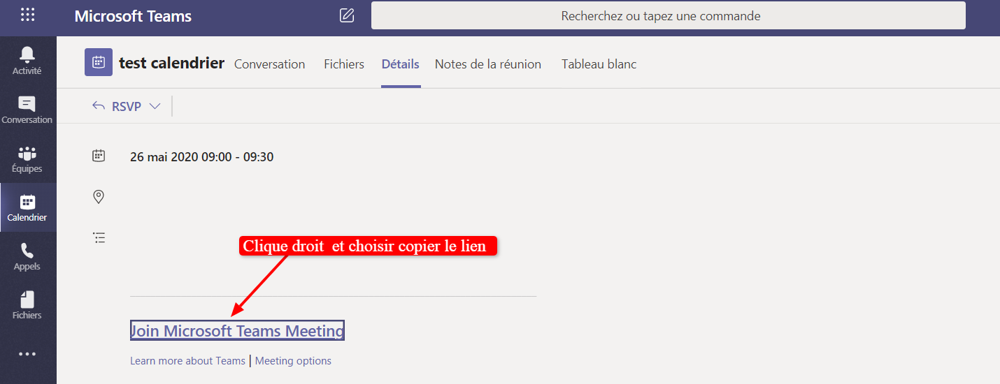 Microsoft Teams
Recherchez ou tapez une commande
Activité
Conversation
Équipes
Calendrier
Appels
Fichiers
test calendrier Conversation Fichiers Détails Notes de la réunion Tableau blanc
RSVP
26 mai 2020 09:00 - 09:30
Clique droit et choisir copier le lien
Join Microsoft Teams Meeting
Learn more about Teams | Meeting options